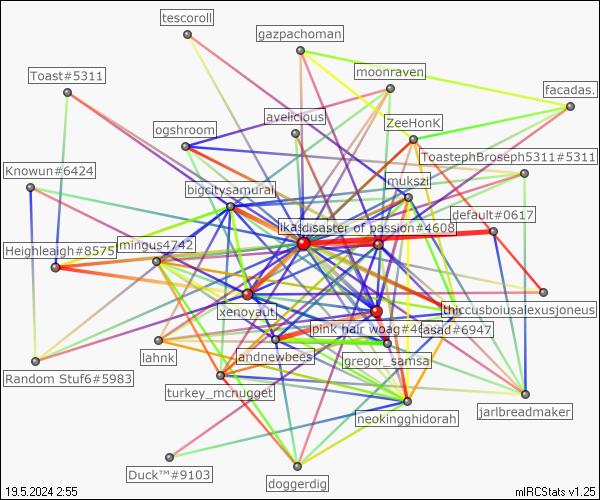 tescoroll
gazpachoman
moonraven
Toast#5311
facadas.
avelicious
ZeeHonK
ogshroom
ToastephBroseph5311#5311
Knowun#6424
mukszi
bigcitysamurai
default#0617
disaster of passion#4608
mingus4742
Heighleaigh#8575
xenoyaut
thiccusboiusalexusjoneus
pink hair woag#4
asad#6947
lahnk
andnewbees
gregor_samsa
Random Stuf6#5983
turkey_mcnugget
neokingghidorah
jarlbreadmaker
Duck™#9103
doggerdig
19.5.2024 2:55
mIRCStats v1.25